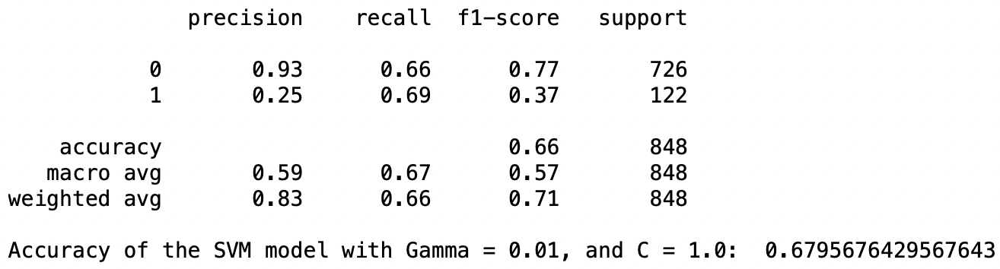 precision recall f1-score support
0 0.93 0.66 0.77 726
1 0.25 0.69 0.37 122
accuracy 0.66 848
macro avg 0.59 0.67 0.57 848
weighted avg 0.83 0.66 0.71 848
Accuracy of the SVM model with Gamma = 0.01, and C = 1.0: 0.6795676429567643